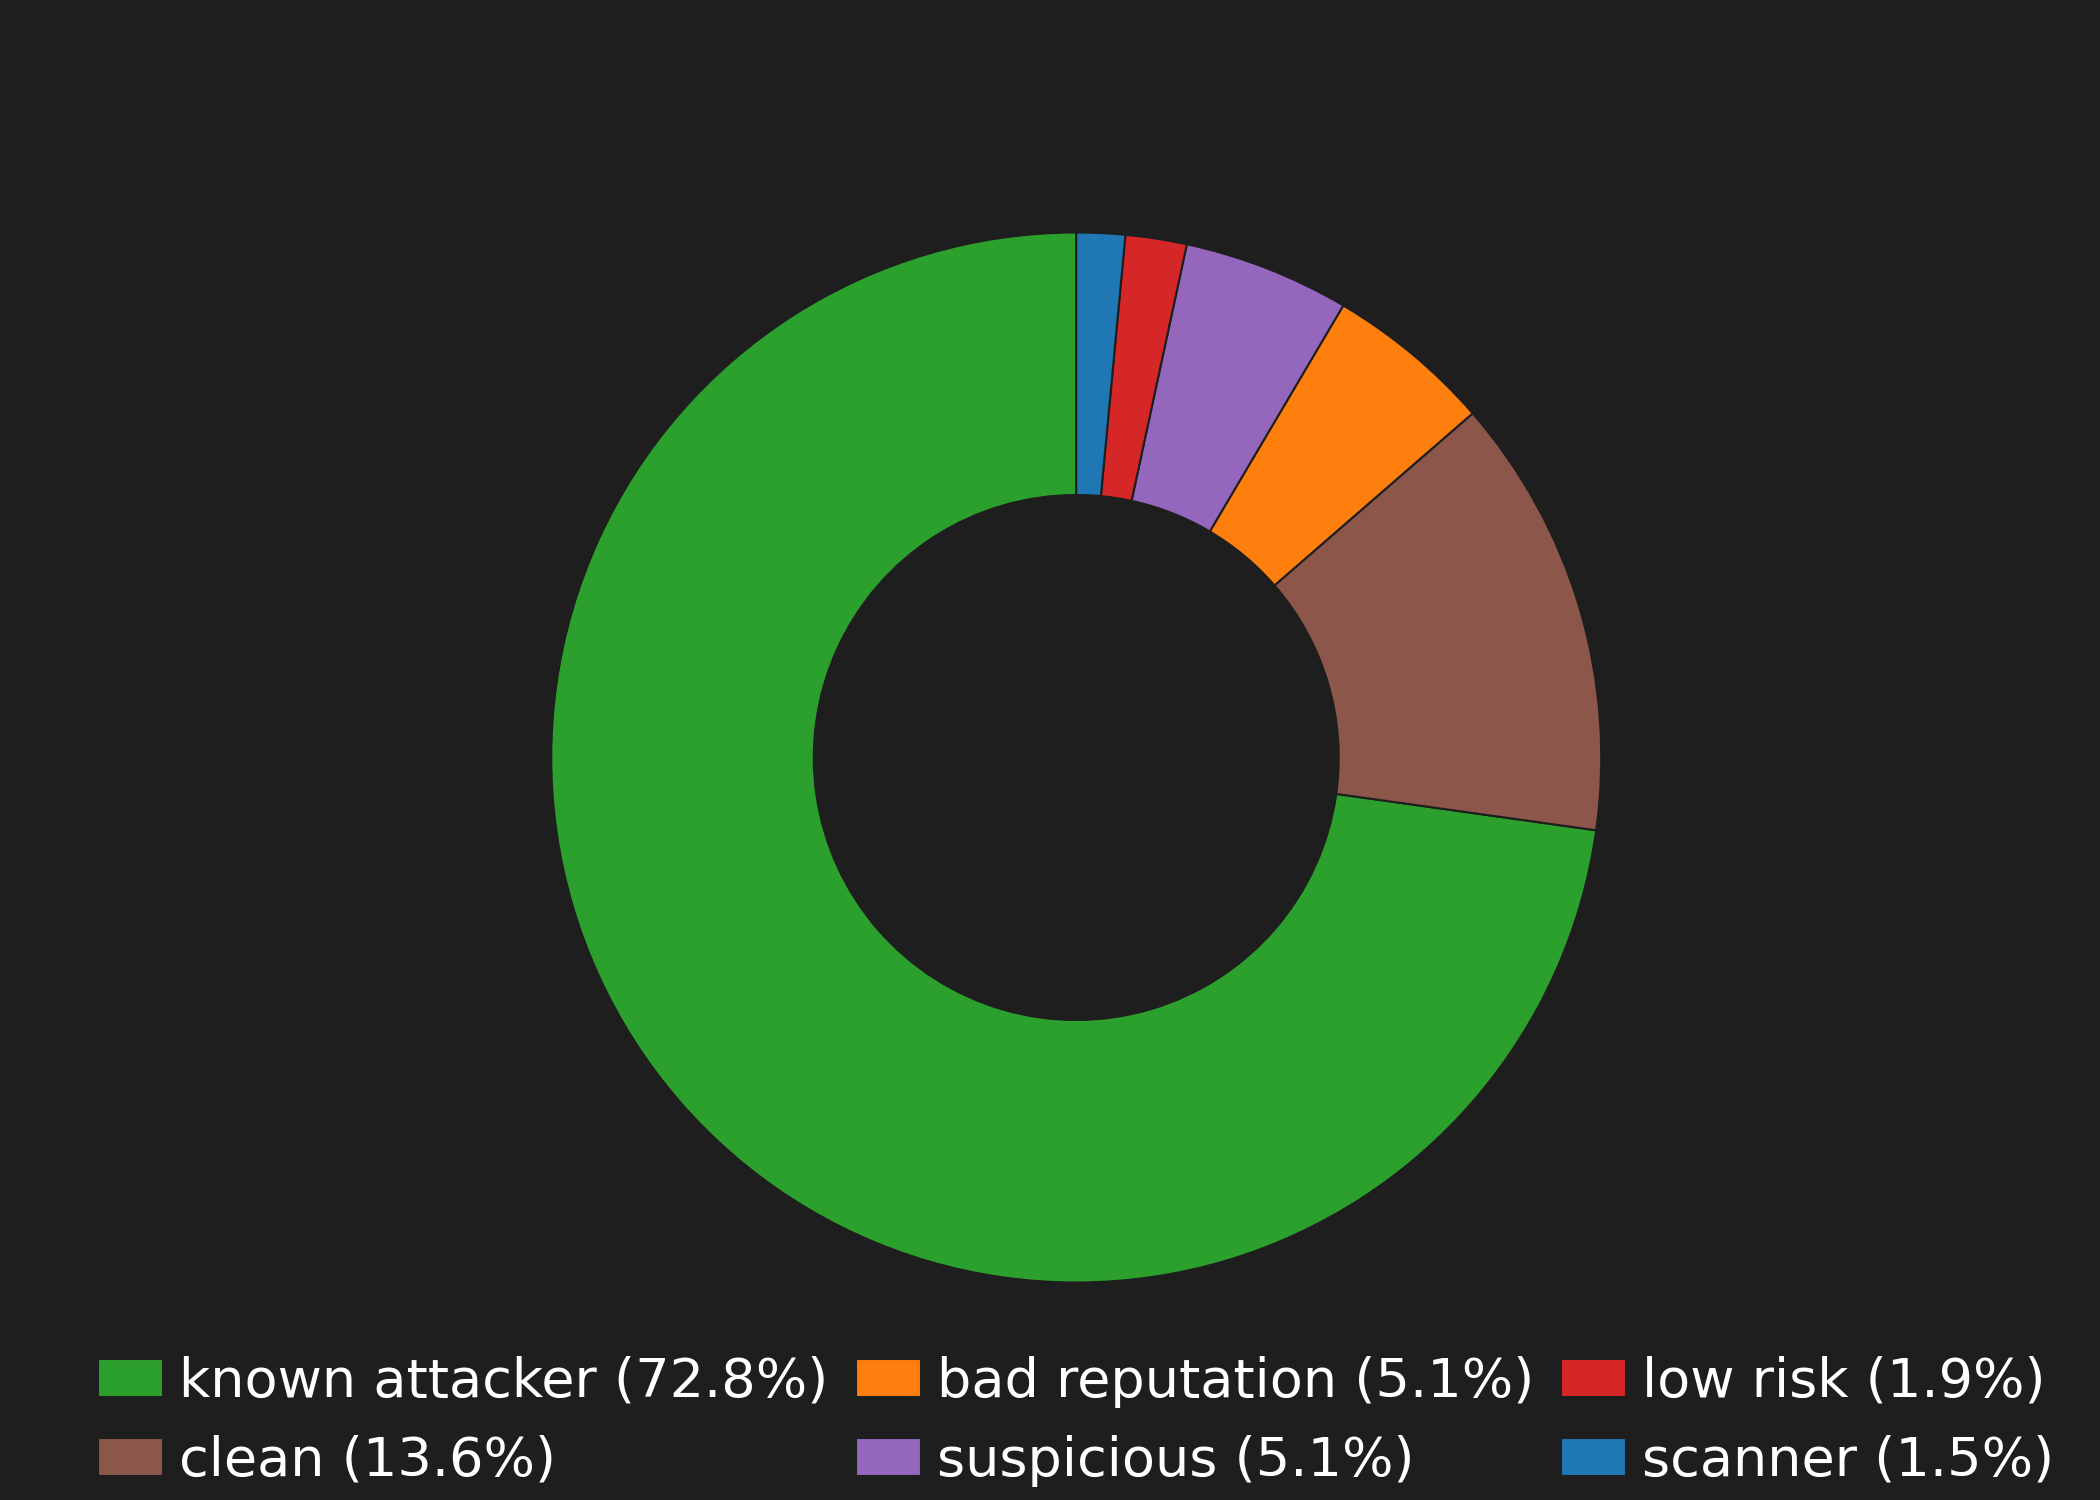 known attacker (72.8%) bad reputation (5.1%) low risk (1.9%)
clean (13.6%) suspicious (5.1%) scanner (1.5%)